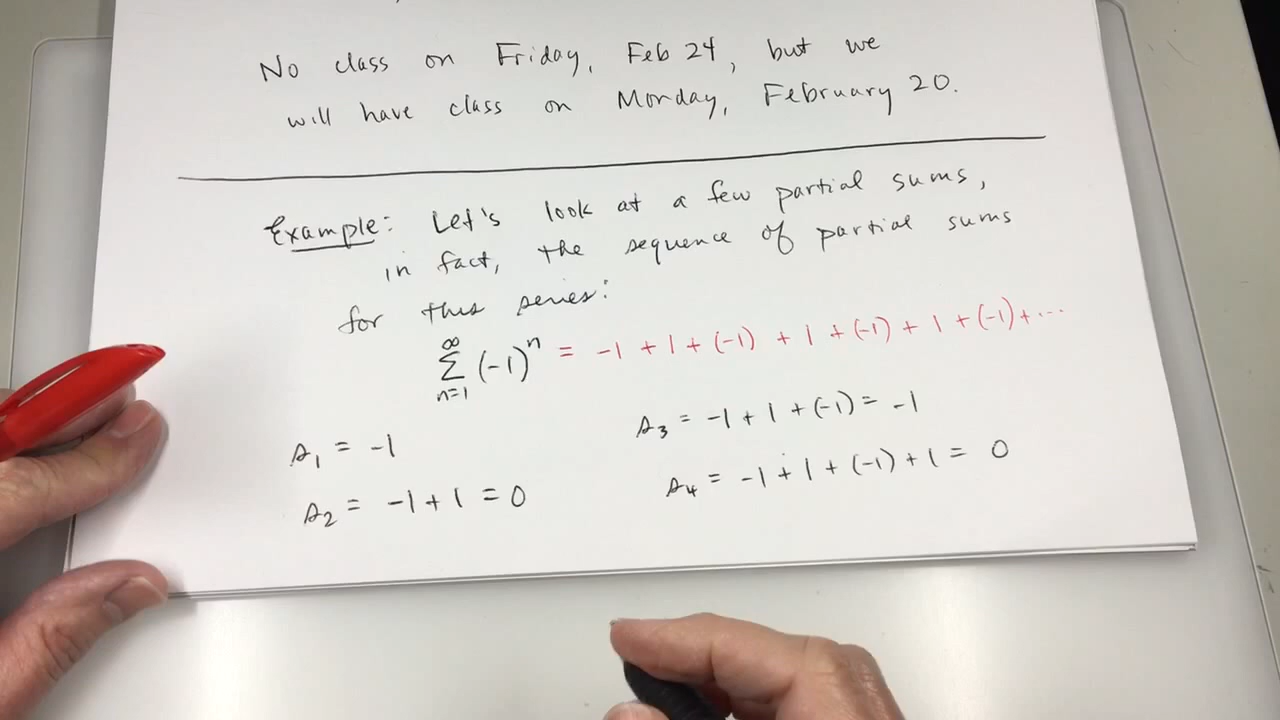 No class on Friday, Feb 24, but we
will have class on Monday, February 20.
Example: Let's look at a few partial sums,
in fact, the sequence of partial sums
for this series:
∞
∑ (-1)^n = -1 + 1 + (-1) + 1 + (-1) + 1 + (-1) + ...
n=1
s₁ = -1
s₂ = -1 + 1 = 0
s₃ = -1 + 1 + (-1) = -1
s₄ = -1 + 1 + (-1) + 1 = 0